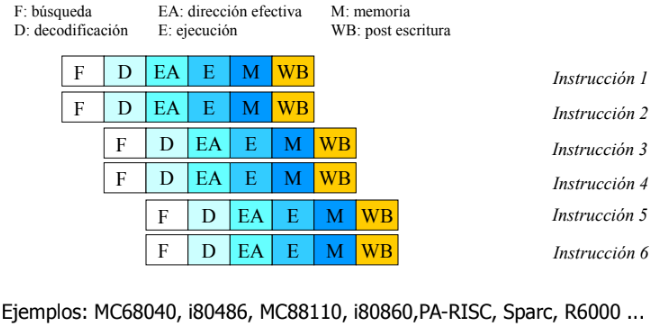 F: búsqueda EA: dirección efectiva M: memoria
D: decodificación E: ejecución WB: post escritura
F D EA E M WB Instrucción 1
F D EA E M WB Instrucción 2
F D EA E M WB Instrucción 3
F D EA E M WB Instrucción 4
F D EA E M WB Instrucción 5
F D EA E M WB Instrucción 6
Ejemplos: MC68040, i80486, MC88110, i80860,PA-RISC, Sparc, R6000 ...